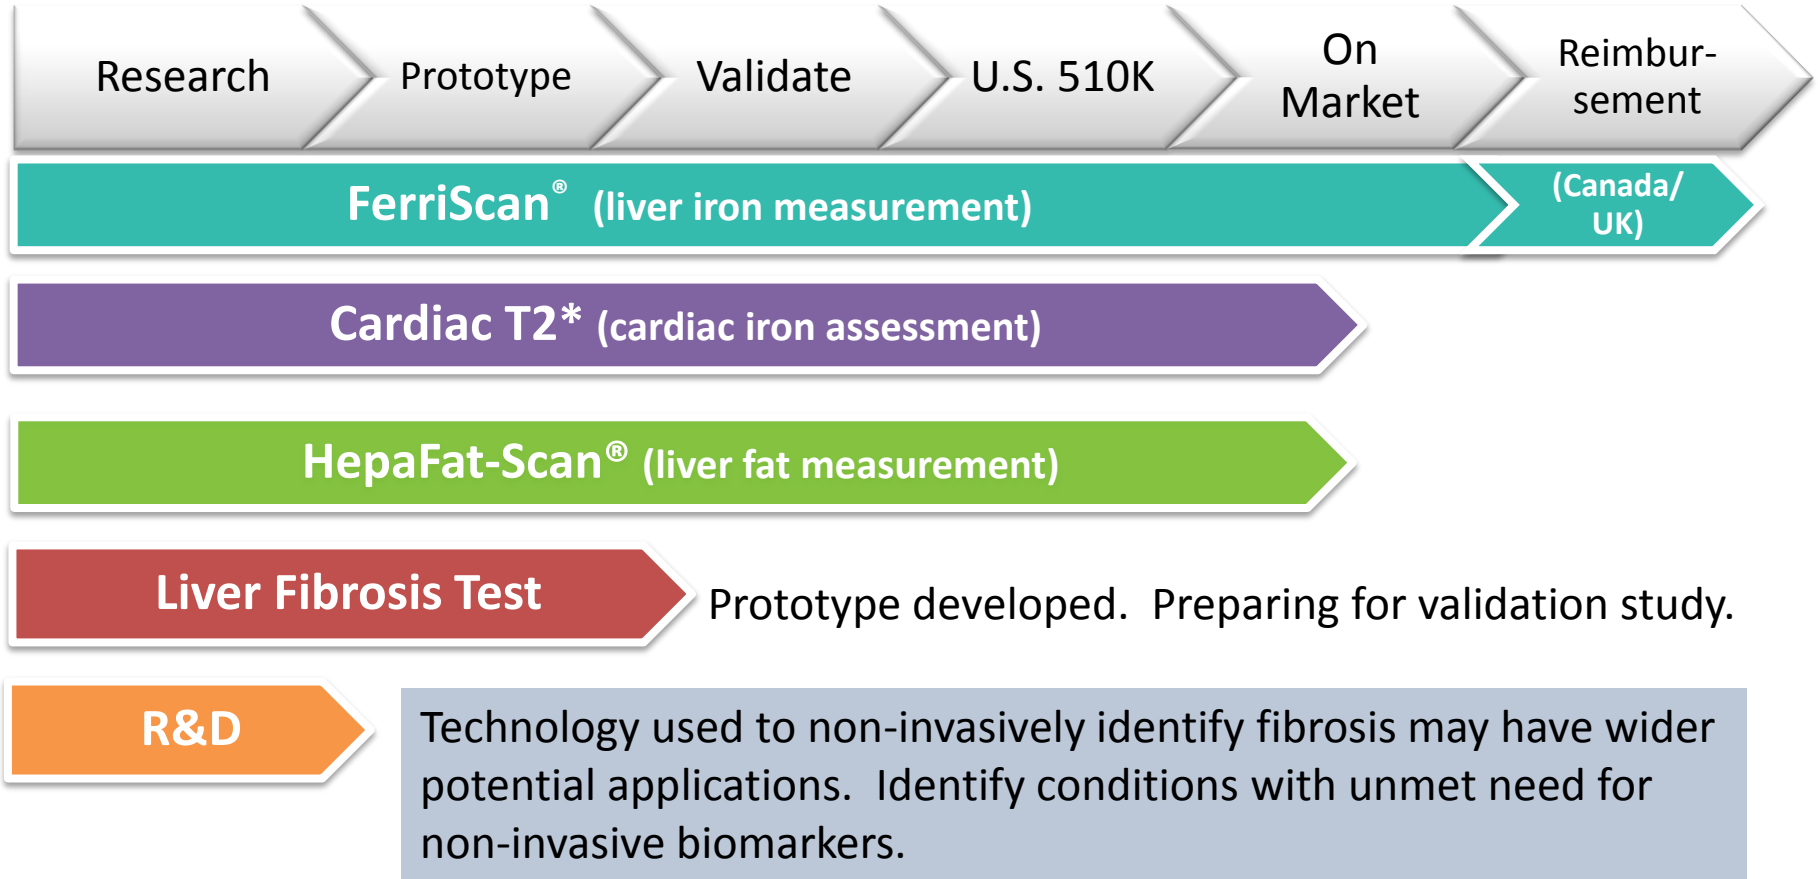 Research
Prototype
Validate
U.S. 510K
On
Market
Reimbur-
sement
FerriScan® (liver iron measurement)
(Canada/
UK)
Cardiac T2* (cardiac iron assessment)
HepaFat-Scan® (liver fat measurement)
Liver Fibrosis Test
Prototype developed.  Preparing for validation study.
R&D
Technology used to non-invasively identify fibrosis may have wider
potential applications.  Identify conditions with unmet need for
non-invasive biomarkers.